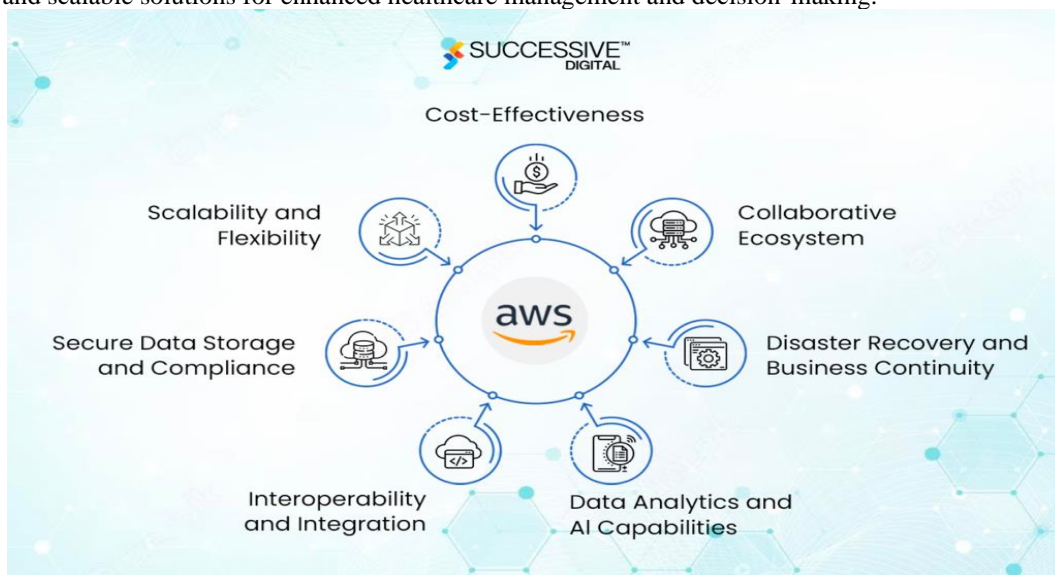 and scalable solutions for enhanced healthcare management and decision-making.
SUCCESSIVE™
DIGITAL
Cost-Effectiveness
Scalability and
Flexibility
Collaborative
Ecosystem
aws
Secure Data Storage
and Compliance
Disaster Recovery and
Business Continuity
Interoperability
and Integration
Data Analytics and
AI Capabilities